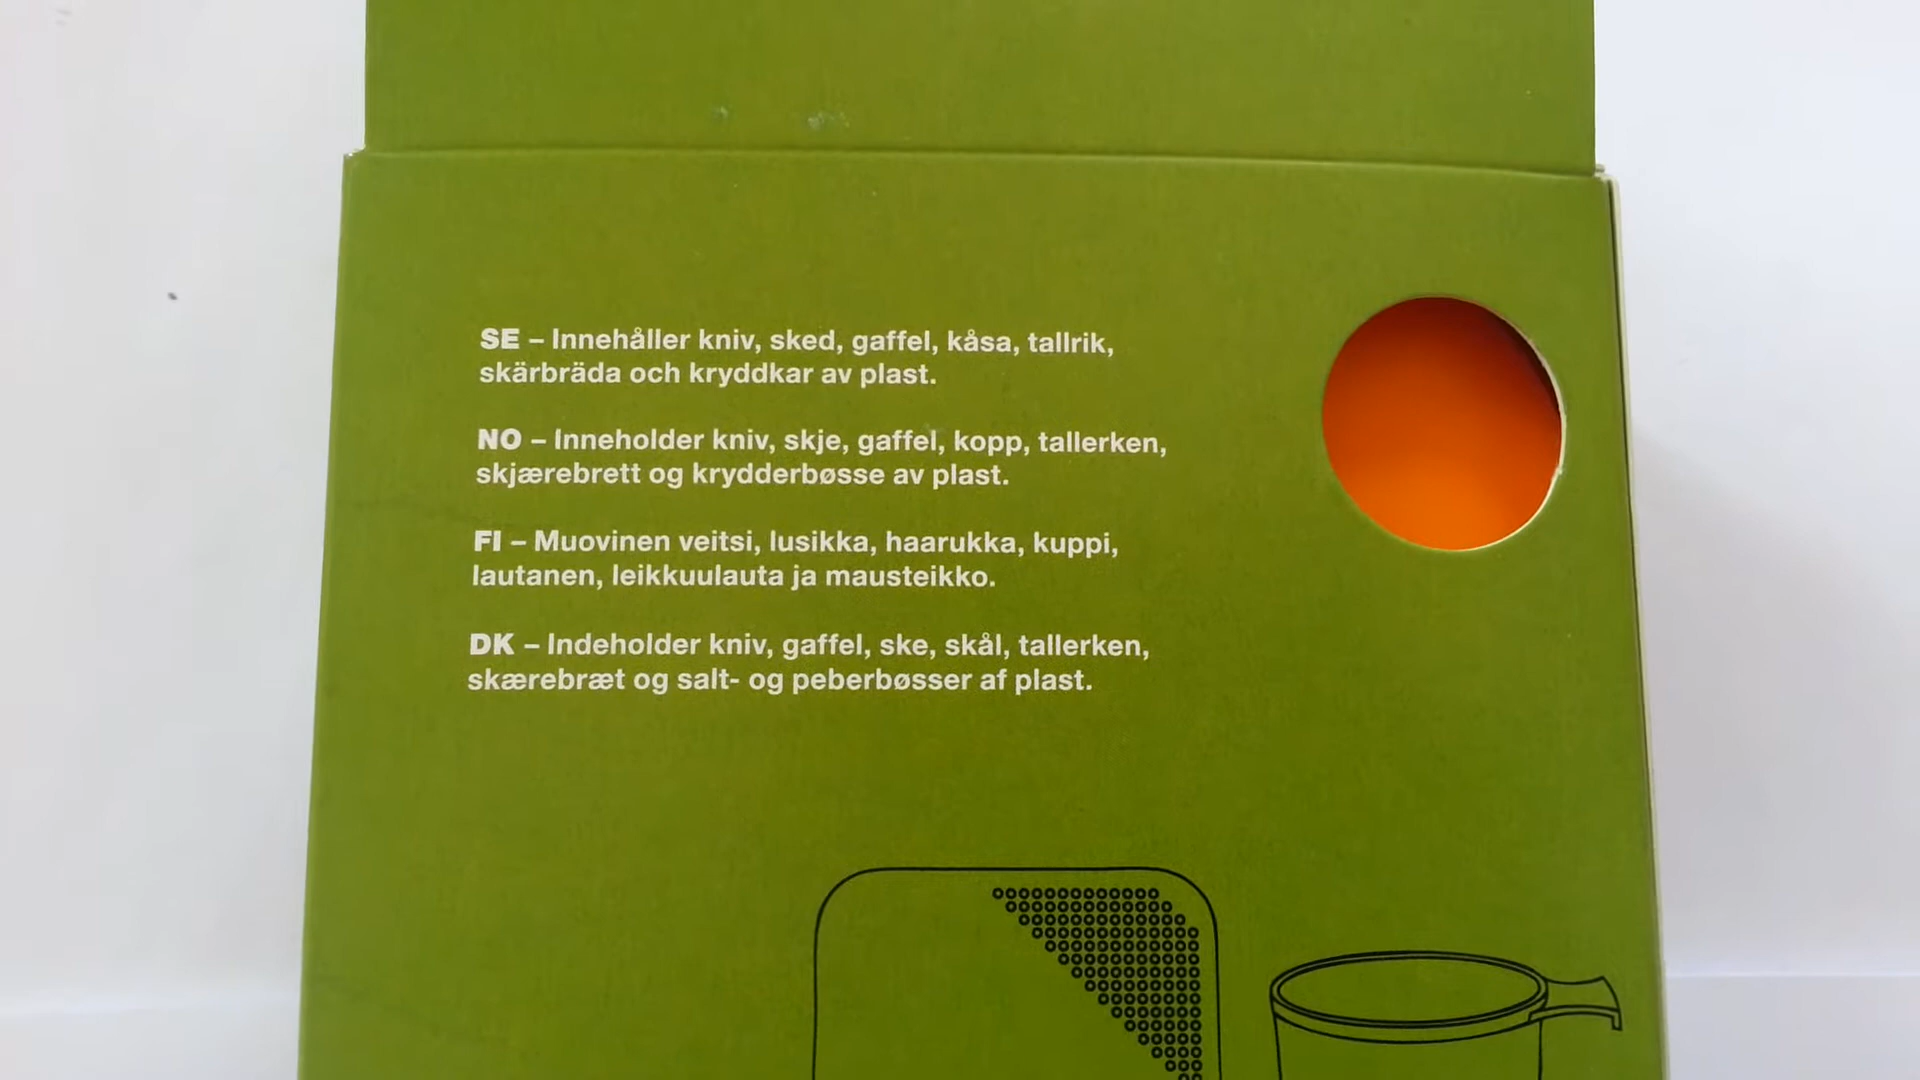 SE – Innehåller kniv, sked, gaffel, kåsa, tallrik,
skärbräda och kryddkar av plast.
NO – Inneholder kniv, skje, gaffel, kopp, tallerken,
skjærebrett og krydderbøsse av plast.
FI – Muovinen veitsi, lusikka, haarukka, kuppi,
lautanen, leikkuulauta ja mausteikko.
DK – Indeholder kniv, gaffel, ske, skål, tallerken,
skærebræt og salt- og peberbøsser af plast.